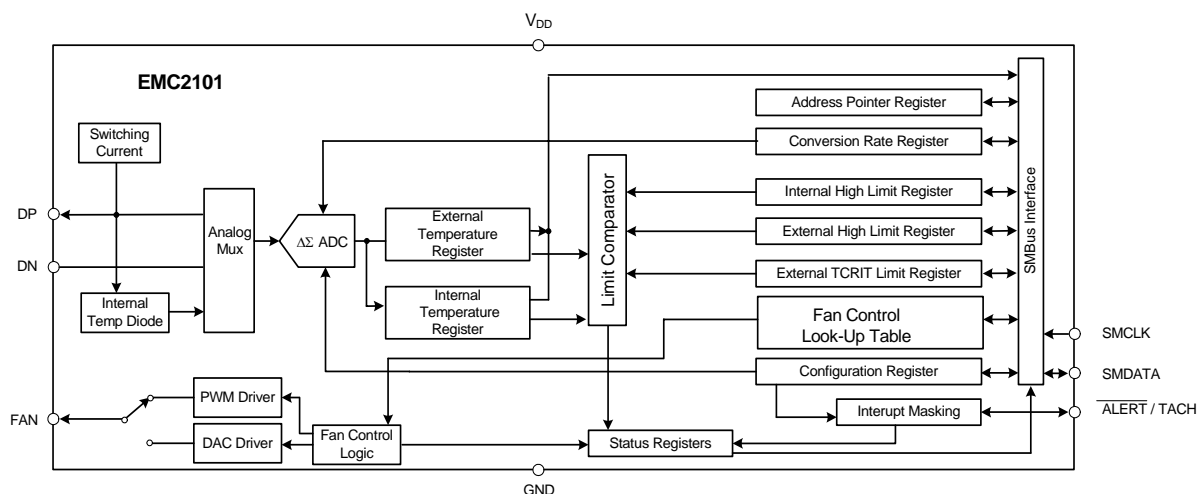 VDD
EMC2101
Switching
Current
Address Pointer Register
Conversion Rate Register
DP
DN
Analog
Mux
ΔΣ ADC
External
Temperature
Register
Internal
Temperature
Register
Internal
Temp Diode
Limit Comparator
Internal High Limit Register
External High Limit Register
External TCRIT Limit Register
Fan Control
Look-Up Table
Configuration Register
Interupt Masking
SMBus Interface
SMCLK
SMDATA
ALERT / TACH
FAN
PWM Driver
DAC Driver
Fan Control
Logic
Status Registers
GND